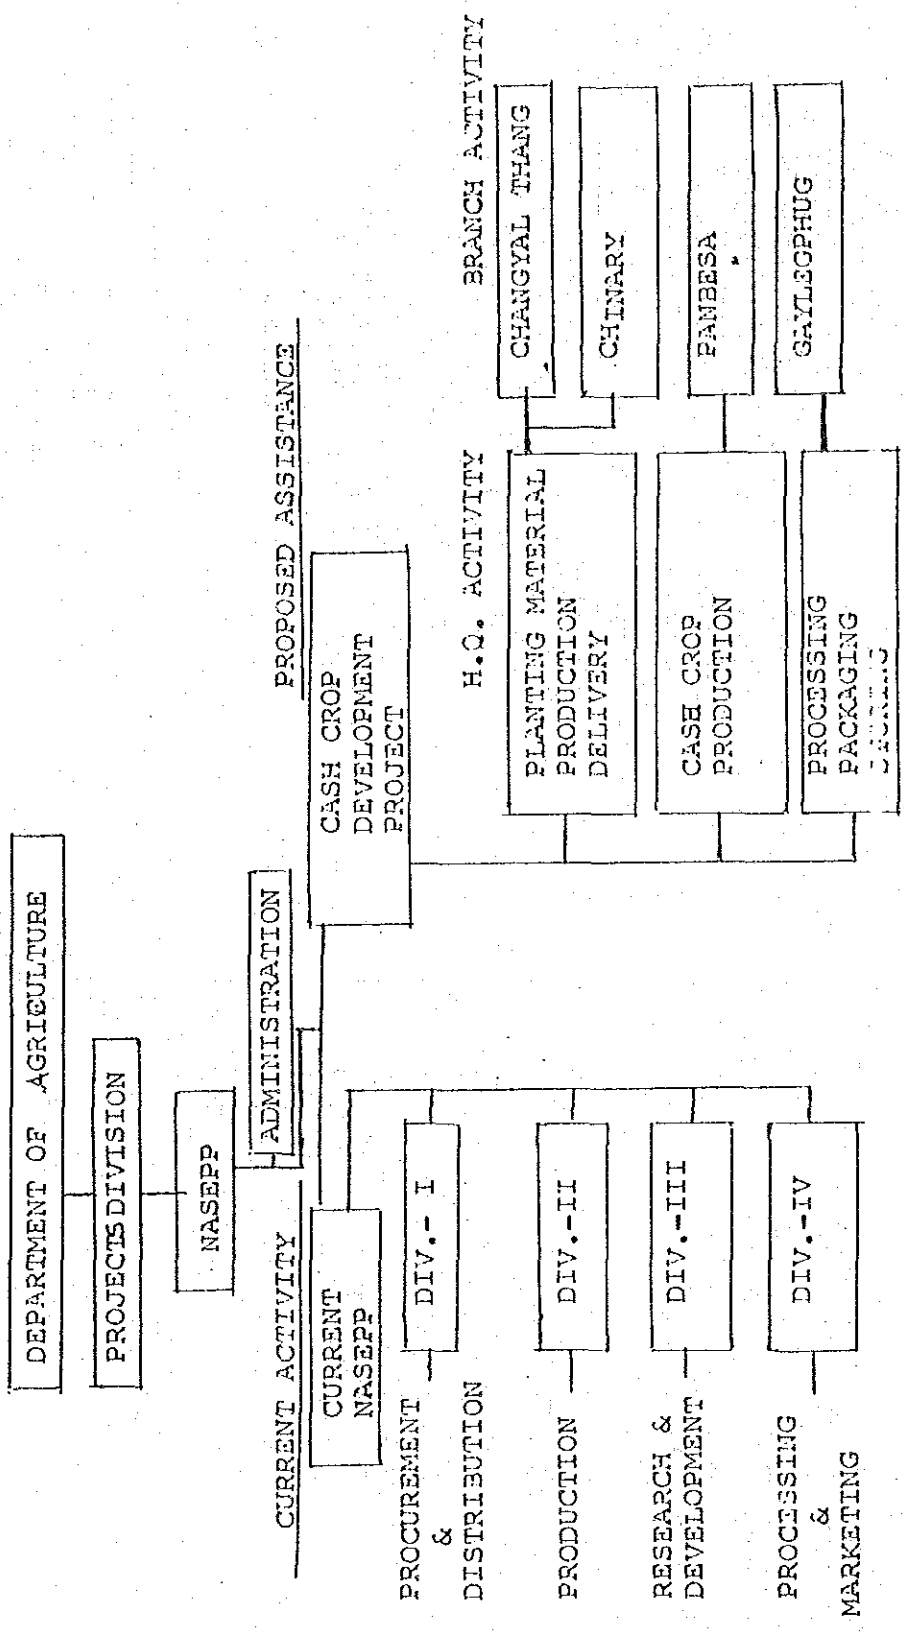 DEPARTMENT OF AGRICULTURE
PROJECTS DIVISION
NASEPP
ADMINISTRATION
CURRENT ACTIVITY
PROPOSED ASSISTANCE
CURRENT
NASEPP
CASH CROP
DEVELOPMENT
PROJECT
PROCUREMENT
&
DISTRIBUTION
DIV.- I
PRODUCTION
DIV.-II
RESEARCH &
DEVELOPMENT
DIV.-III
PROCESSING
&
MARKETING
DIV.-IV
H.Q. ACTIVITY
BRANCH ACTIVITY
PLANTING MATERIAL
PRODUCTION
DELIVERY
CHANGYAL THANG
CHINARY
CASH CROP
PRODUCTION
PANBESA
PROCESSING
PACKAGING
GAYLEGPHUG